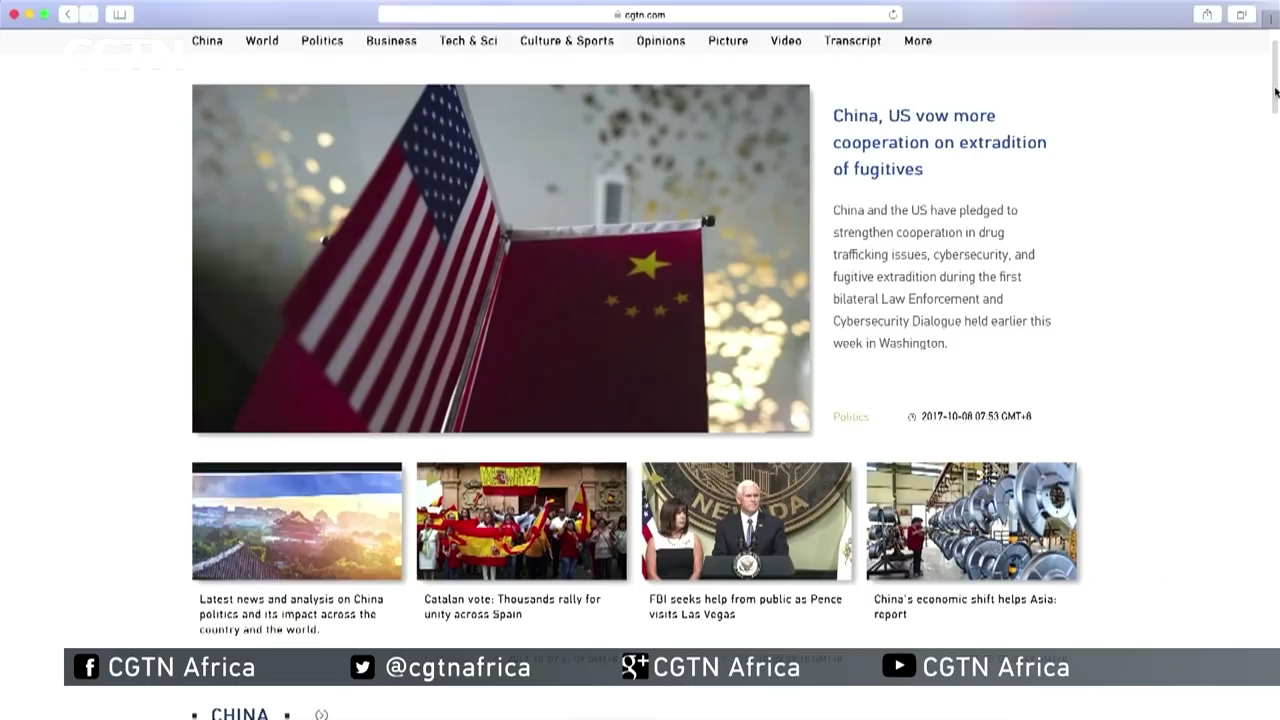 cgtn.com
CGTN
China World Politics Business Tech & Sci Culture & Sports Opinions Picture Video Transcript More
China, US vow more
cooperation on extradition
of fugitives
China and the US have pledged to
strengthen cooperation in drug
trafficking issues, cybersecurity, and
fugitive extradition during the first
bilateral Law Enforcement and
Cybersecurity Dialogue held earlier this
week in Washington.
Politics 2017-10-08 07:53 GMT+8
NEVADA
Latest news and analysis on China
politics and its impact across the
country and the world.
Catalan vote: Thousands rally for
unity across Spain
FBI seeks help from public as Pence
visits Las Vegas
China's economic shift helps Asia:
report
CGTN Africa @cgtnafrica g+ CGTN Africa CGTN Africa
CHINA